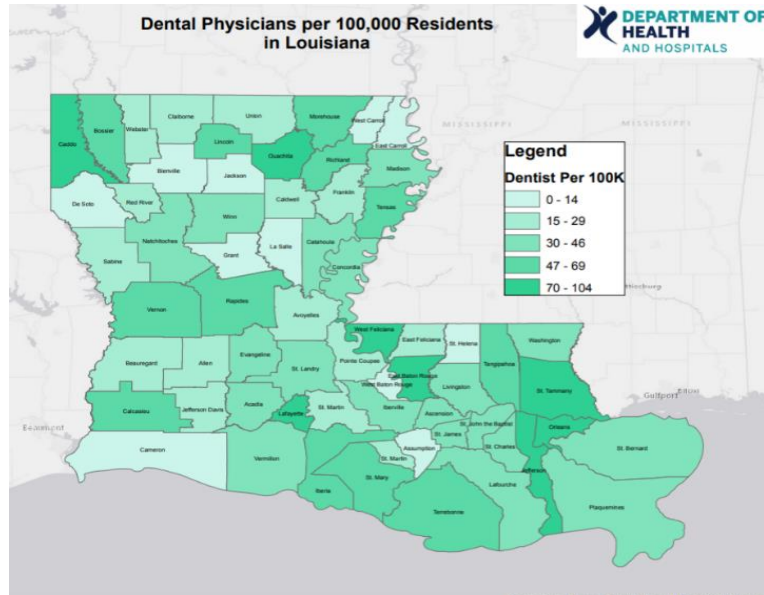 Dental Physicians per 100,000 Residents
in Louisiana
DEPARTMENT OF
HEALTH
AND HOSPITALS
MISSISSIPPI
MISSISSIPPI
Legend
Dentist Per 100K
0 - 14
15 - 29
30 - 46
47 - 69
70 - 104
Caddo
Bossier
Webster
Claiborne
Union
Morehouse
West Carroll
East Carroll
Lincoln
Ouachita
Richland
Madison
Bienville
Jackson
De Soto
Red River
Caldwell
Franklin
Tensas
Winn
Natchitoches
Sabine
Grant
La Salle
Catahoula
Concordia
Vernon
Rapides
Avoyelles
West Feliciana
East Feliciana
St. Helena
Washington
Tangipahoa
Beauregard
Allen
Evangeline
St. Landry
Pointe Coupee
East Baton Rouge
West Baton Rouge
Livingston
St. Tammany
Calcasieu
Jefferson Davis
Acadia
Lafayette
St. Martin
Iberville
Ascension
St. John the Baptist
St. James
St. Charles
Orleans
St. Bernard
Cameron
Vermilion
Iberia
St. Mary
St. Martin
Assumption
Terrebonne
Lafourche
Jefferson
Plaquemines
Beaumont
Gulfport